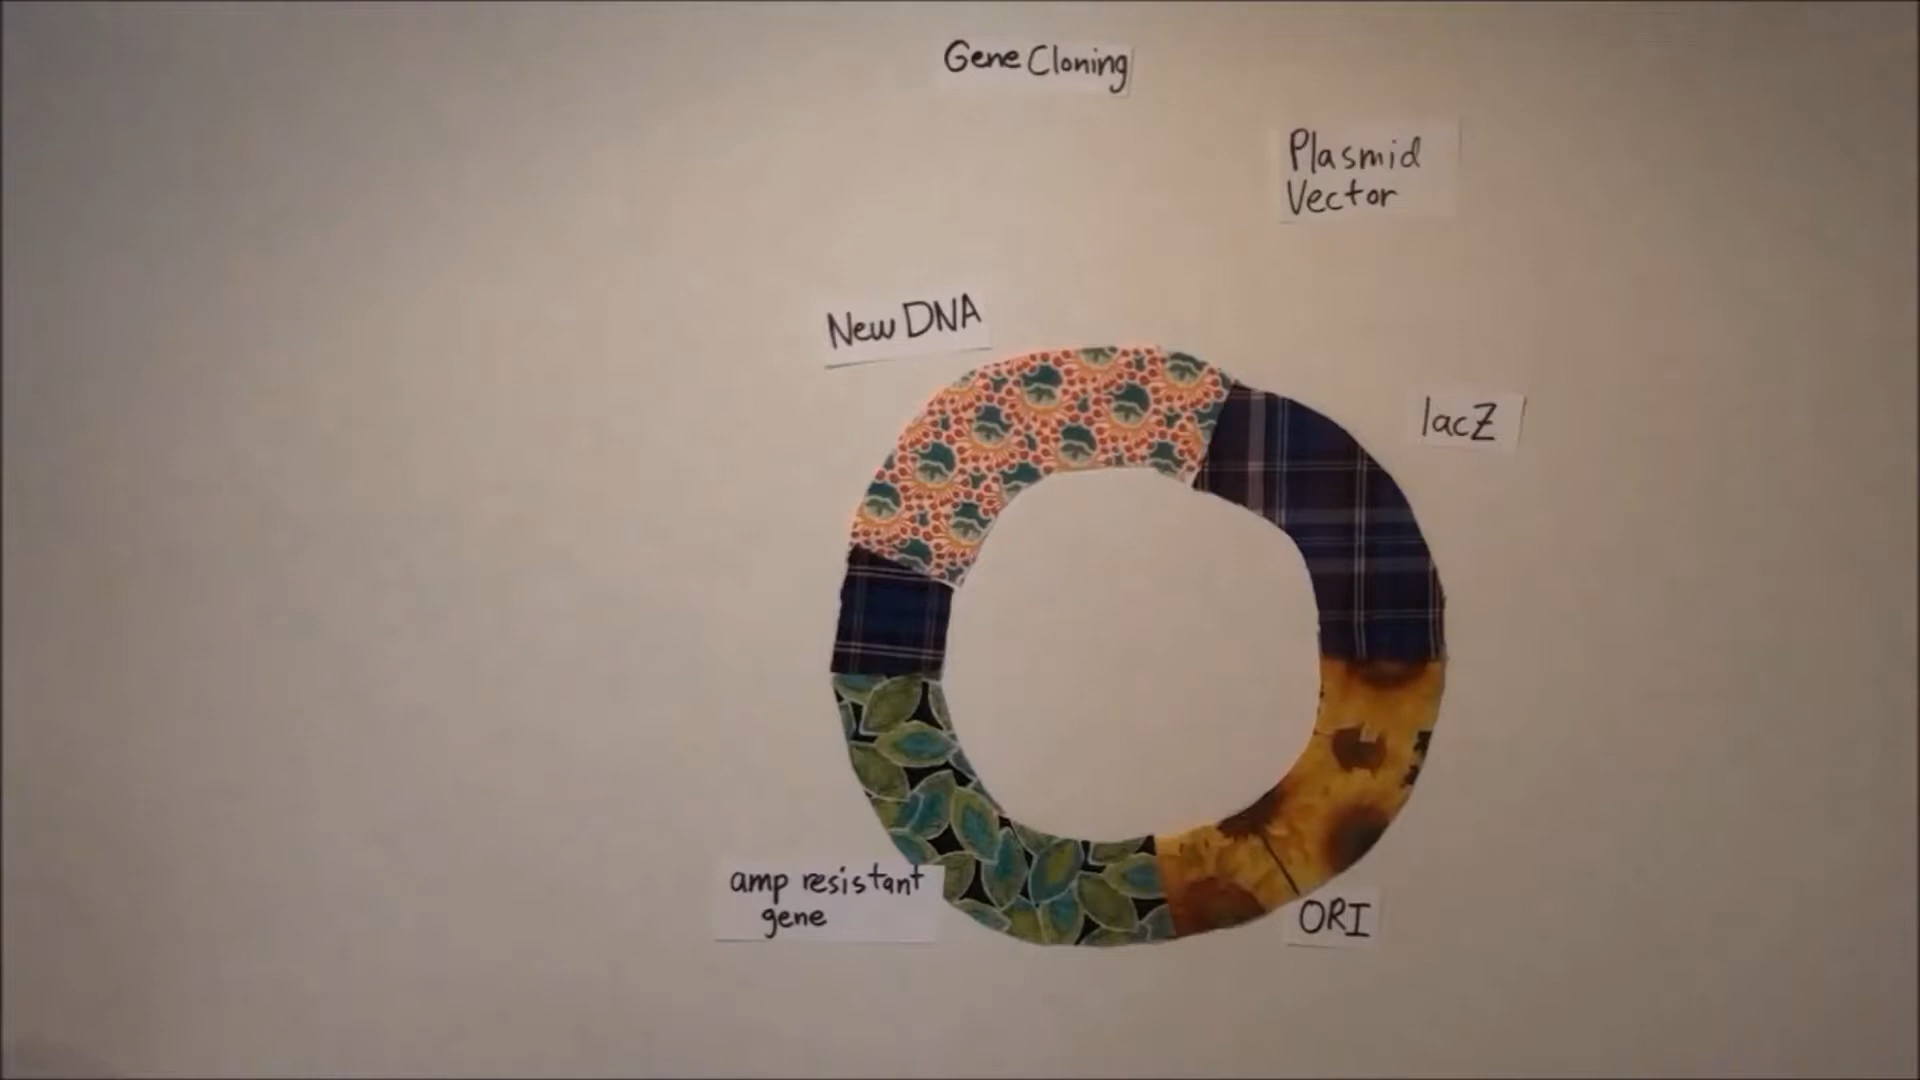 Gene Cloning
Plasmid
Vector
New DNA
lacZ
amp resistant
gene
ORI